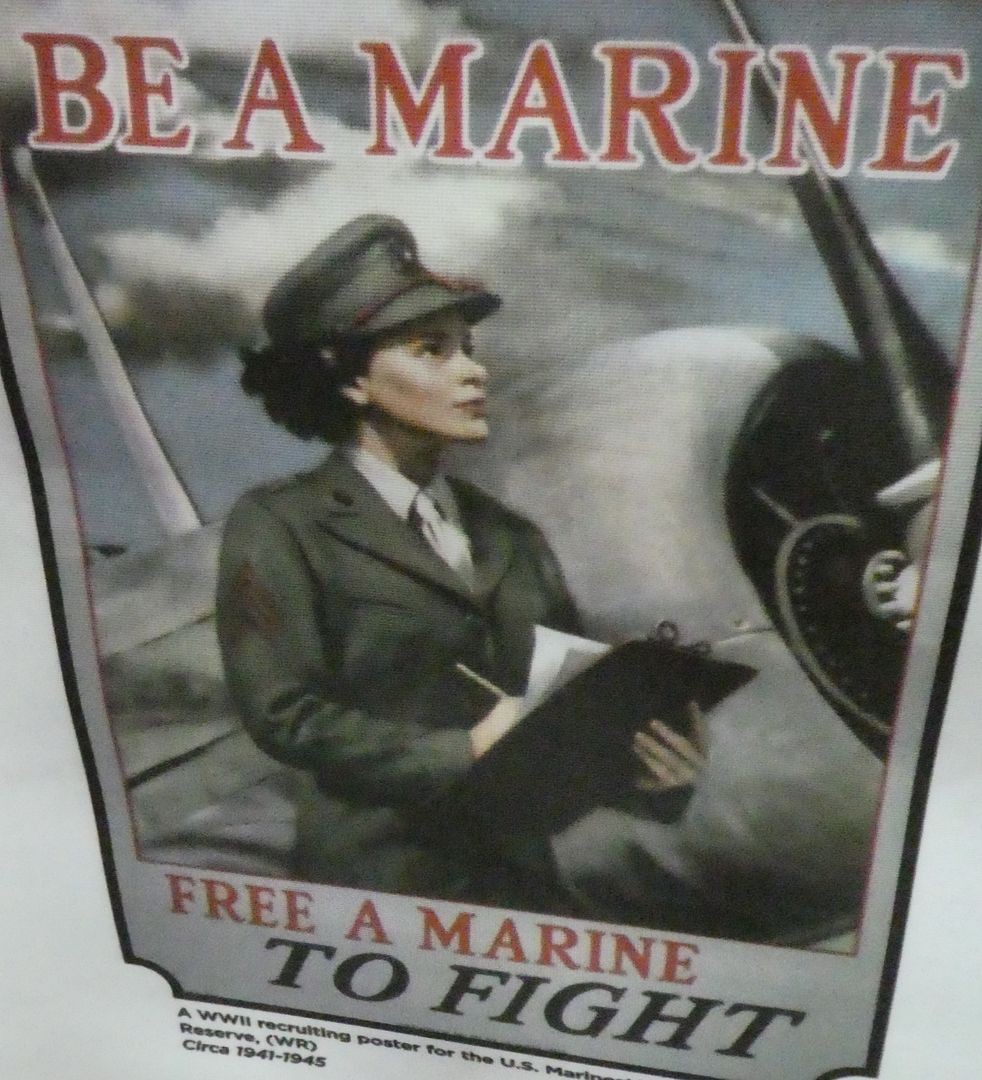 BE A MARINE
FREE A MARINE
TO FIGHT
A WWII recruiting poster for the U.S. Marine
Reserve, (WR)
Circa 1941-1945